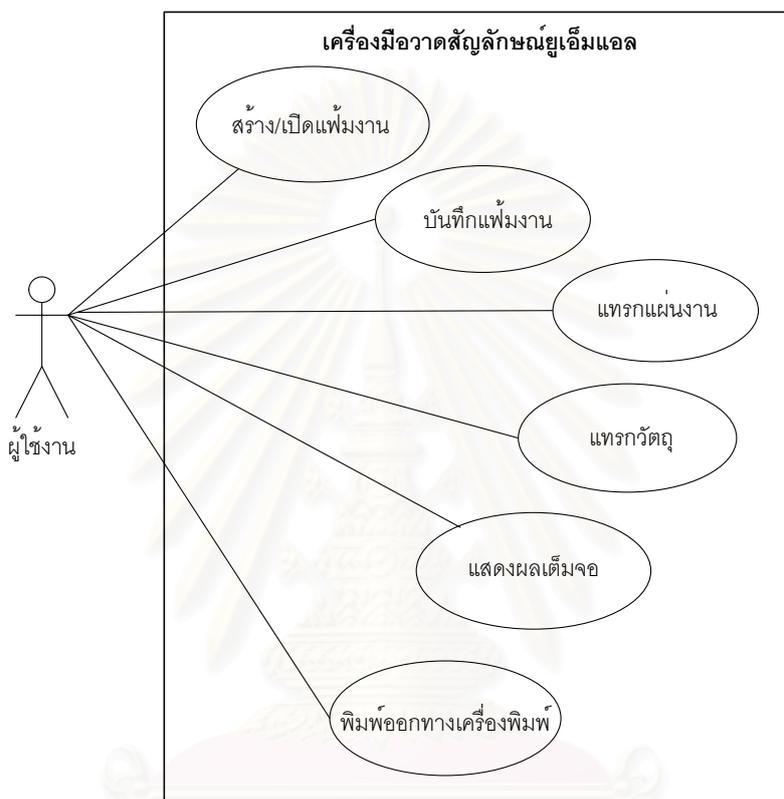 เครื่องมือวาดสัญลักษณ์ยูเอ็มแอล
สร้าง/เปิดแฟ้มงาน
บันทึกแฟ้มงาน
แทรกแผ่นงาน
แทรกวัตถุ
ผู้ใช้งาน
แสดงผลเต็มจอ
พิมพ์ออกทางเครื่องพิมพ์